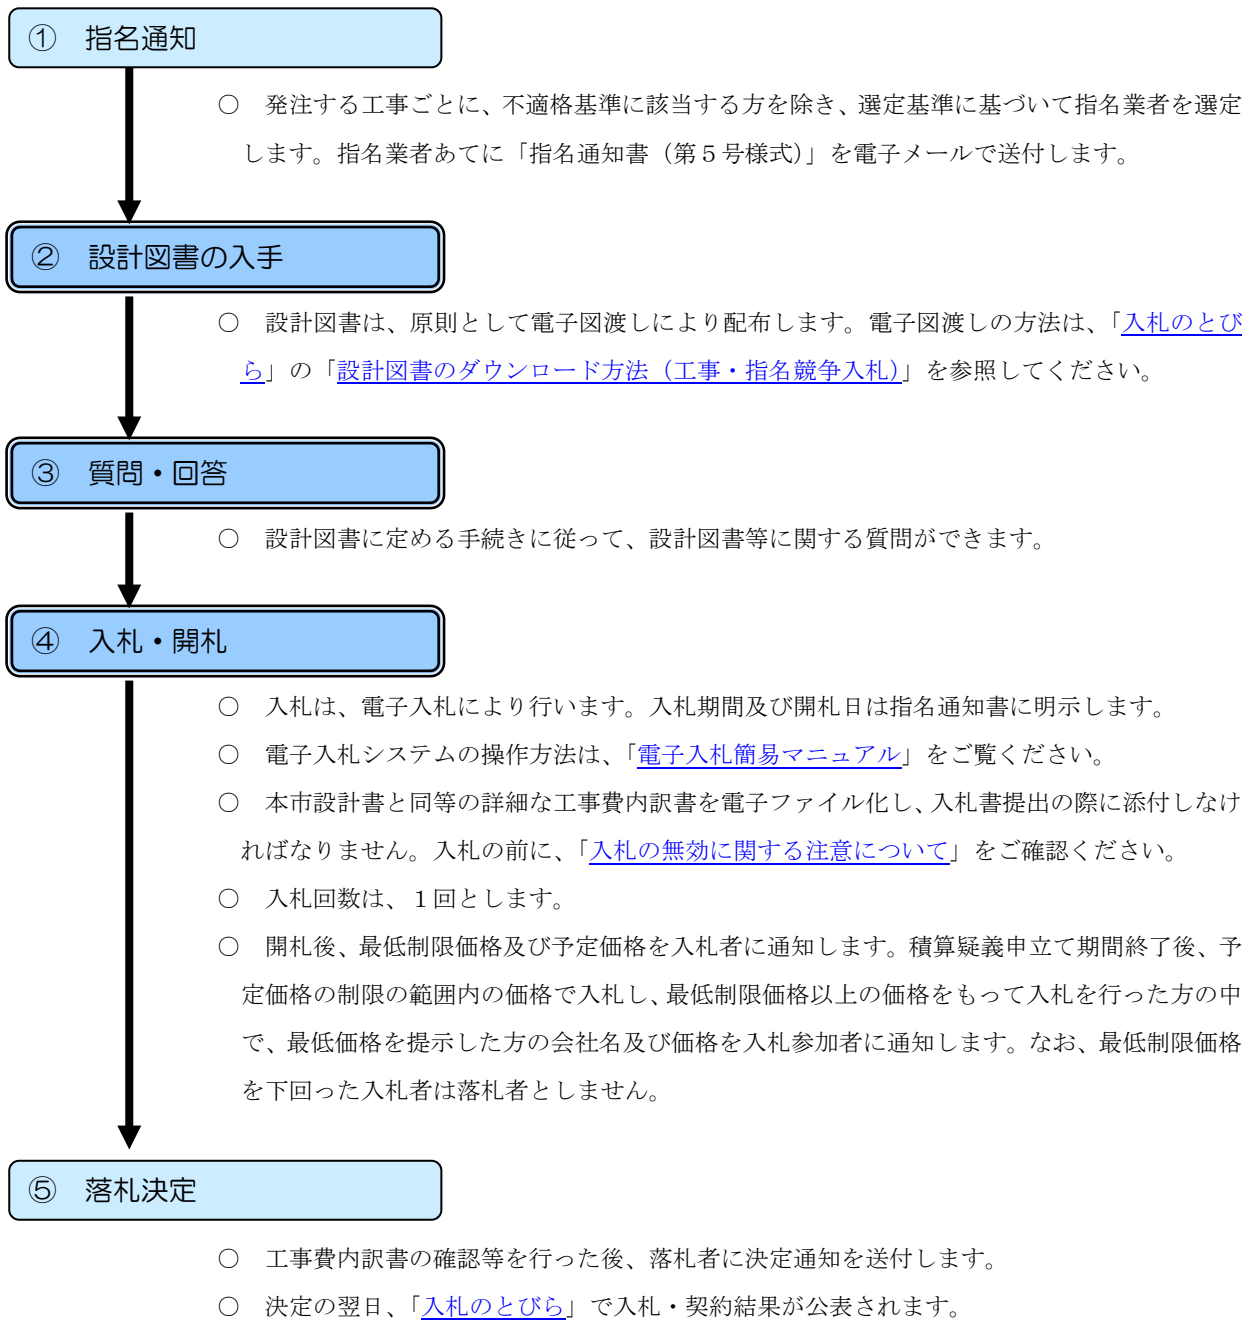 ① 指名通知
○ 発注する工事ごとに、不適格基準に該当する方を除き、選定基準に基づいて指名業者を選定
します。指名業者あてに「指名通知書（第５号様式）」を電子メールで送付します。
② 設計図書の入手
○ 設計図書は、原則として電子図渡しにより配布します。電子図渡しの方法は、「入札のとび
ら」の「設計図書のダウンロード方法（工事・指名競争入札）」を参照してください。
③ 質問・回答
○ 設計図書に定める手続きに従って、設計図書等に関する質問ができます。
④ 入札・開札
○ 入札は、電子入札により行います。入札期間及び開札日は指名通知書に明示します。
○ 電子入札システムの操作方法は、「電子入札簡易マニュアル」をご覧ください。
○ 本市設計書と同等の詳細な工事費内訳書を電子ファイル化し、入札書提出の際に添付しなけ
ればなりません。入札の前に、「入札の無効に関する注意について」をご確認ください。
○ 入札回数は、１回とします。
○ 開札後、最低制限価格及び予定価格を入札者に通知します。積算疑義申立て期間終了後、予
定価格の制限の範囲内の価格で入札し、最低制限価格以上の価格をもって入札を行った方の中
で、最低価格を提示した方の会社名及び価格を入札参加者に通知します。なお、最低制限価格
を下回った入札者は落札者としません。
⑤ 落札決定
○ 工事費内訳書の確認等を行った後、落札者に決定通知を送付します。
○ 決定の翌日、「入札のとびら」で入札・契約結果が公表されます。